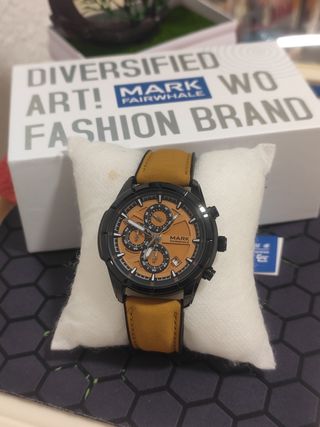 DIVERSIFIED
ART! MARK FAIRWHALE WO
FASHION BRAND
MARK